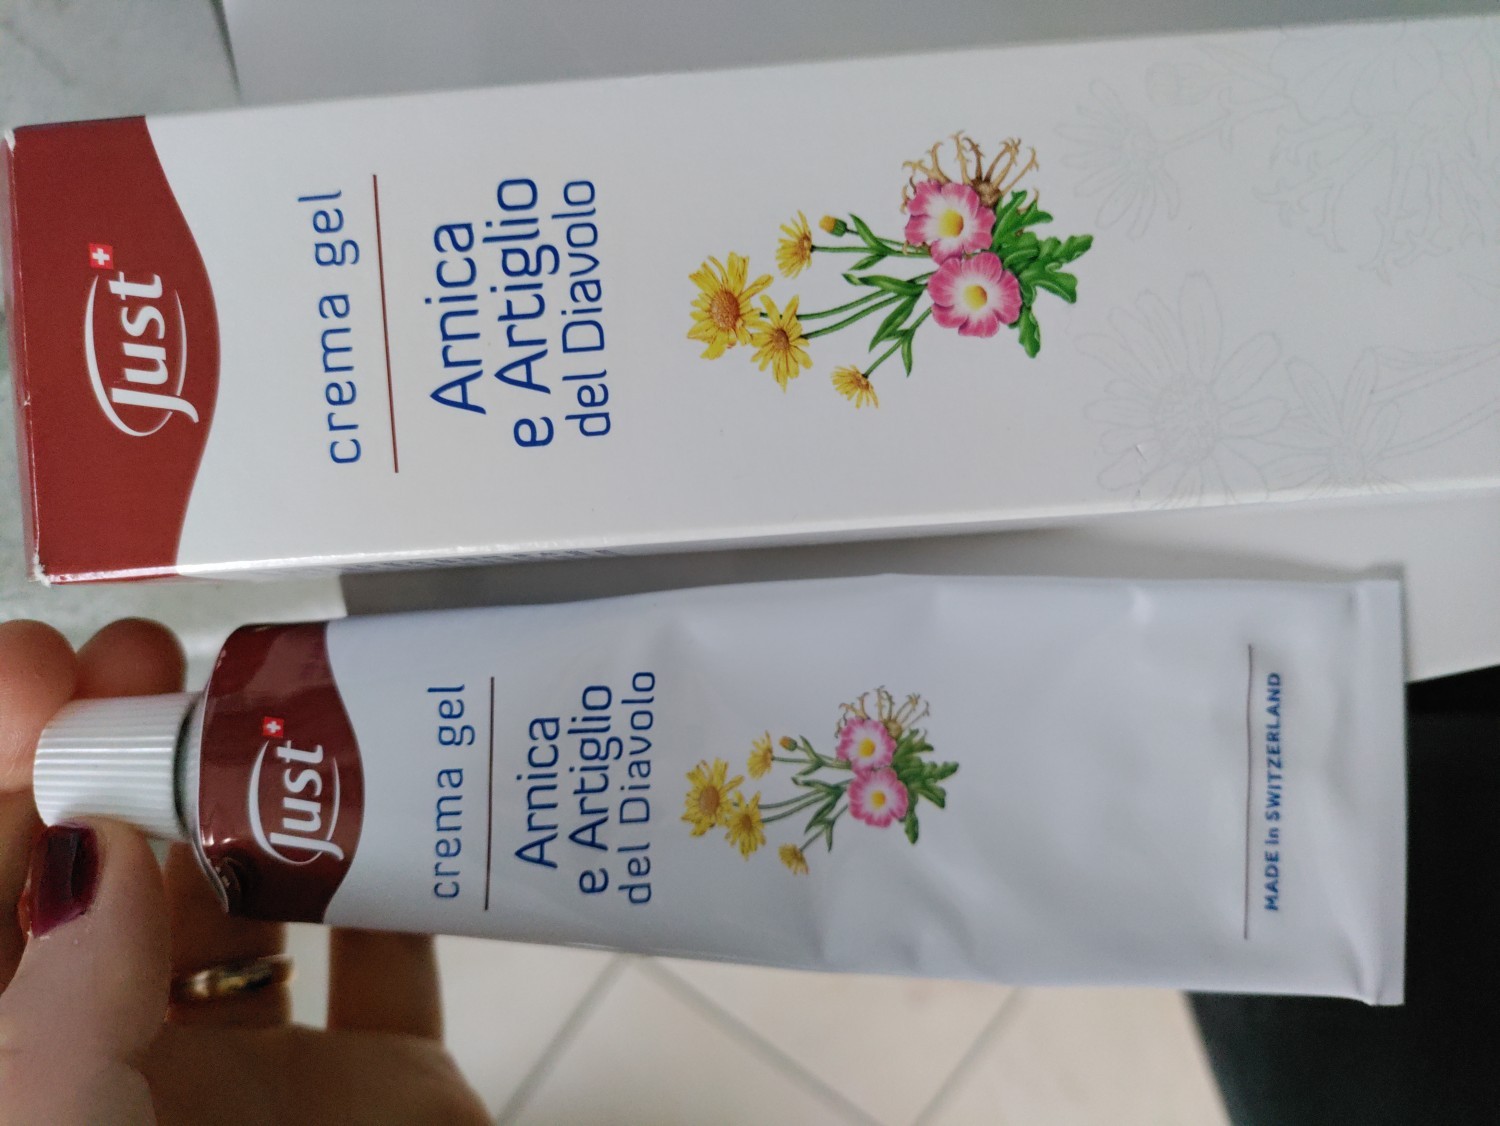 Just
crema gel
Arnica
e Artiglio
del Diavolo
Just
crema gel
Arnica
e Artiglio
del Diavolo
MADE in SWITZERLAND